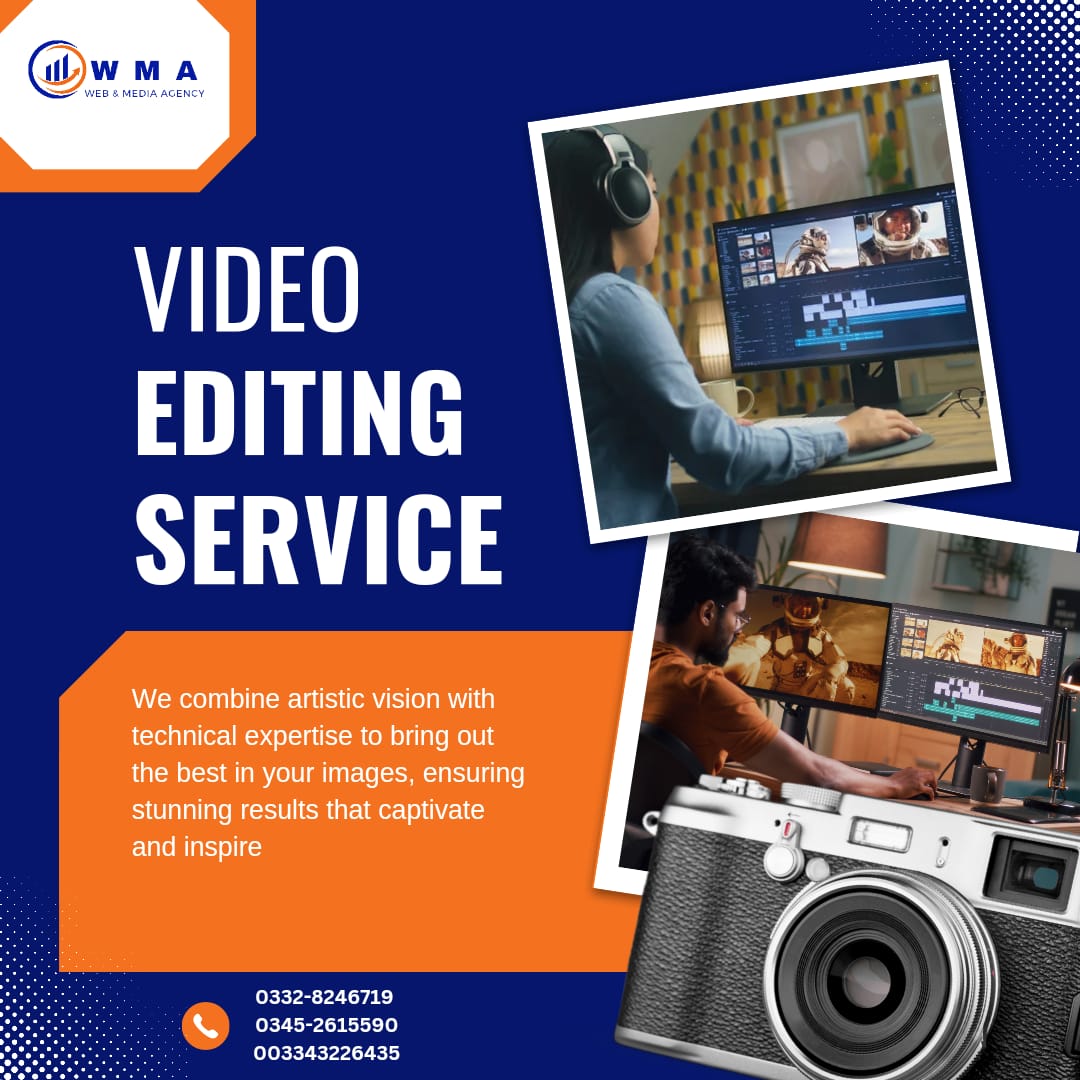 W M A
WEB & MEDIA AGENCY
VIDEO
EDITING
SERVICE
We combine artistic vision with
technical expertise to bring out
the best in your images, ensuring
stunning results that captivate
and inspire
0332-8246719
0345-2615590
003343226435